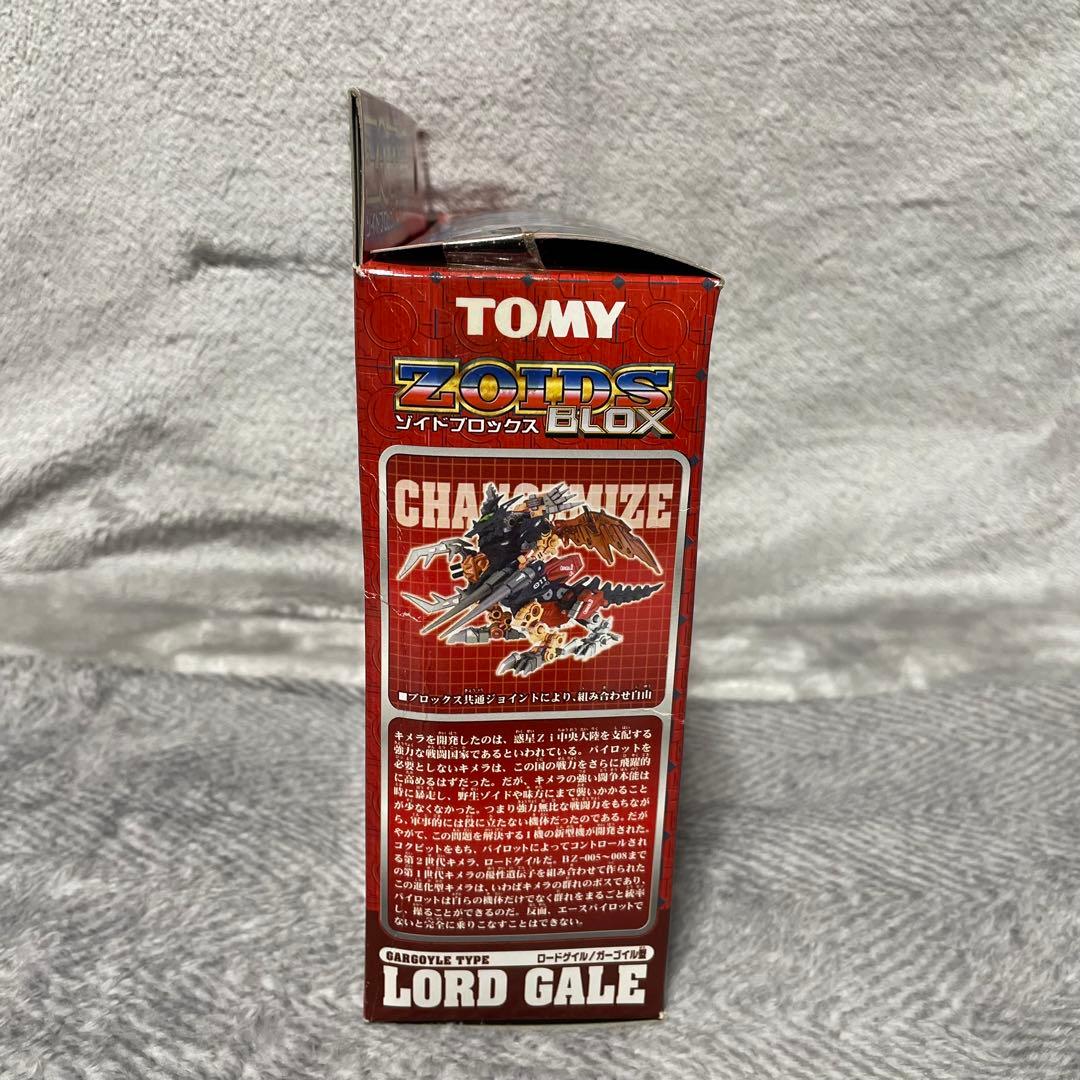 TOMY
ZOIDS
ゾイドブロックス BLOX
CHANGEMIZE
■ブロックス共通ジョイントにより、組み合わせ自由
キメラを開発したのは、惑星Zi中央大陸を支配する
強力な戦闘国家であるといわれている。パイロットを
必要としないキメラは、この国の戦力をさらに飛躍的
に高めるはずだった。だが、キメラの強い闘争本能は
時に暴走し、野生ゾイドや味方にまで襲いかかること
が少なくなかった。つまり強力無比な戦闘力をもちなが
ら、軍事的には役に立たない機体だったのである。だが
やがて、この問題を解決する1機の新型機が開発された。
コクピットをもち、パイロットによってコントロールされ
る第2世代キメラ、ロードゲイルだ。BZ-005〜008まで
の第1世代キメラの優性遺伝子を組み合わせて作られた
この進化型キメラは、いわばキメラの群れのボスであり、
パイロットは自らの機体だけでなく群れをまるごと統率
し、操ることができるのだ。反面、エースパイロットで
ないと完全に乗りこなすことはできない。
GARGOYLE TYPE ロードゲイル/ガーゴイル型
LORD GALE